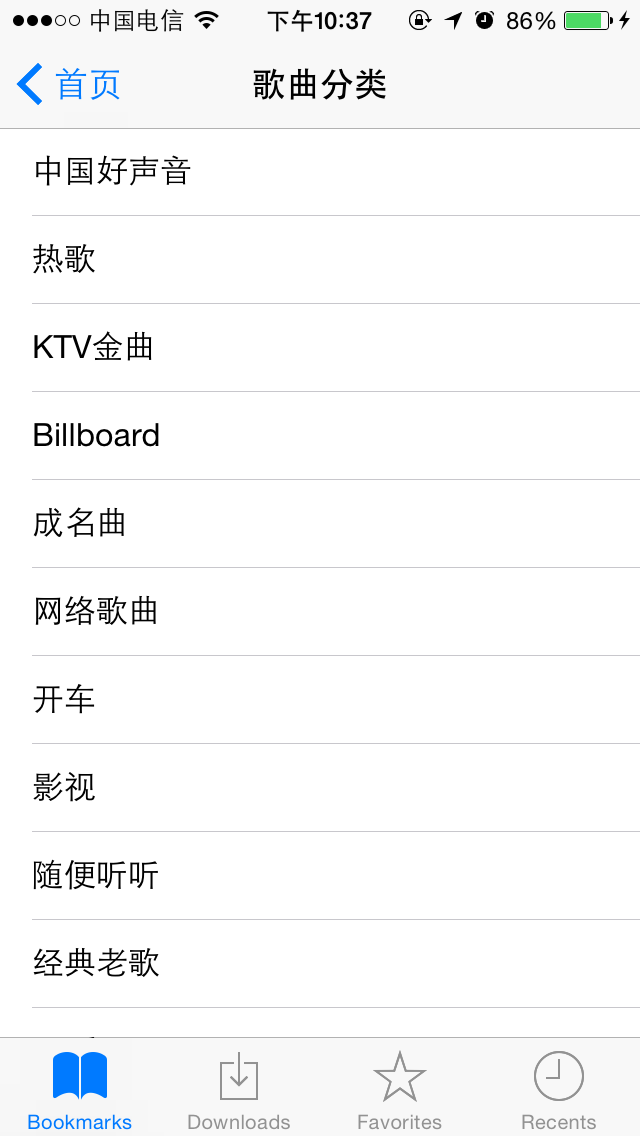 中国电信 下午10:37 86%
首页 歌曲分类
中国好声音
热歌
KTV金曲
Billboard
成名曲
网络歌曲
开车
影视
随便听听
经典老歌
Bookmarks Downloads Favorites Recents